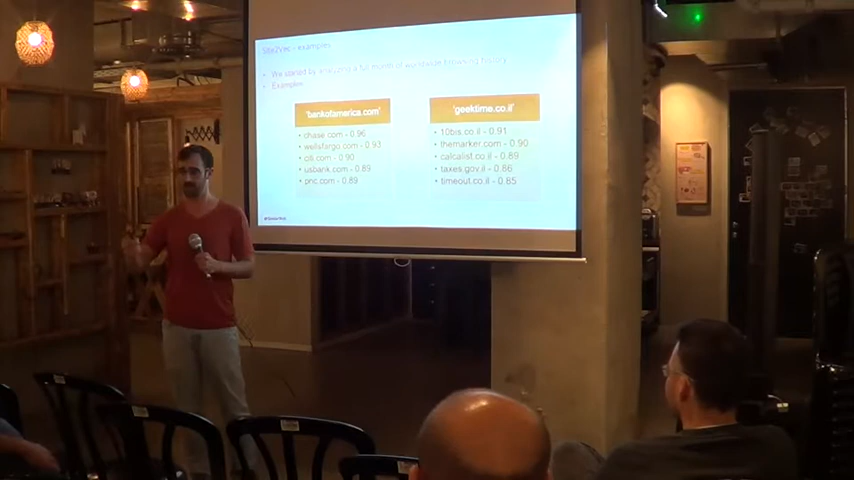 Site2Vec – examples
• We started by analyzing a full month of worldwide browsing history
• Examples
'bankofamerica.com'
• chase.com - 0.96
• wellsfargo.com - 0.93
• citi.com - 0.90
• usbank.com - 0.89
• pnc.com - 0.89
'geektime.co.il'
• 10bis.co.il - 0.91
• themarker.com - 0.90
• calcalist.co.il - 0.89
• taxes.gov.il - 0.86
• timeout.co.il - 0.85